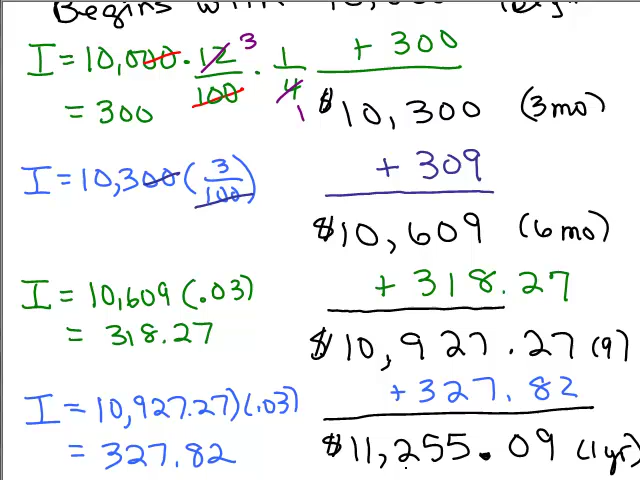 Begins with
I = 10,000 · 12/100 · 1/4 + 300
3
1
= 300 $10,300 (3mo)
I = 10,300 (3/100) + 309
$10,609 (6mo)
I = 10,609 (.03) + 318.27
= 318.27 $10,927.27 (9)
I = 10,927.27)(.03) +327.82
= 327.82 $11,255.09 (1yr)